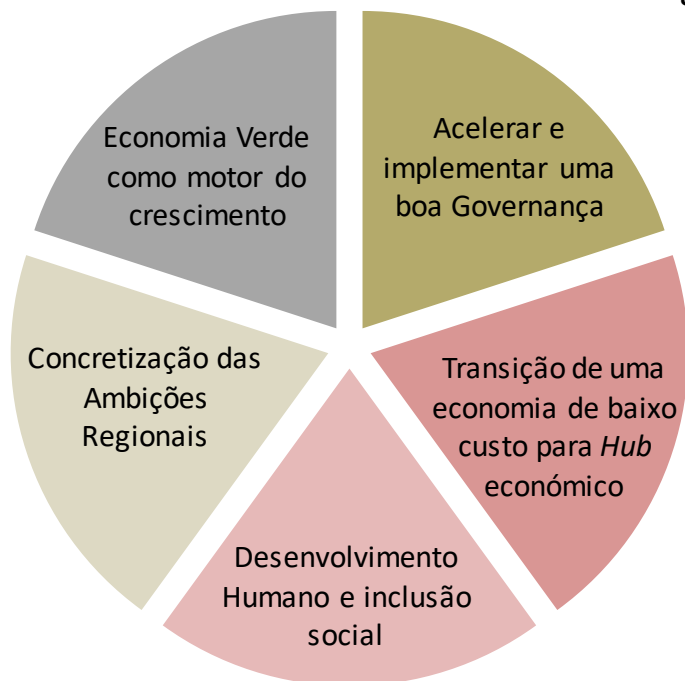 Economia Verde
como motor do
crescimento
Acelerar e
implementar uma
boa Governança
Transição de uma
economia de baixo
custo para Hub
económico
Desenvolvimento
Humano e inclusão
social
Concretização das
Ambições
Regionais